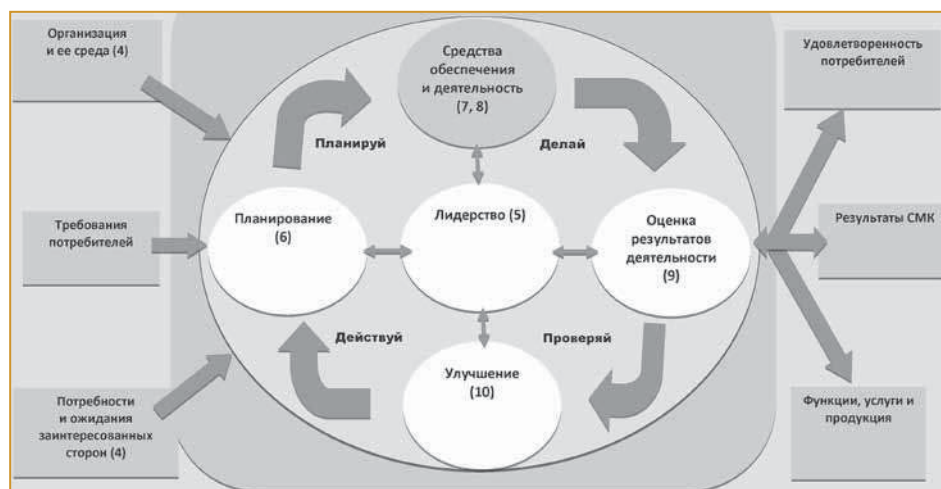 Организация
и ее среда (4)
Требования
потребителей
Потребности
и ожидания
заинтересованных
сторон (4)
Средства
обеспечения
и деятельность
(7, 8)
Планируй
Делай
Планирование
(6)
Лидерство (5)
Оценка
результатов
деятельности
(9)
Действуй
Проверяй
Улучшение
(10)
Удовлетворенность
потребителей
Результаты СМК
Функции, услуги и
продукция